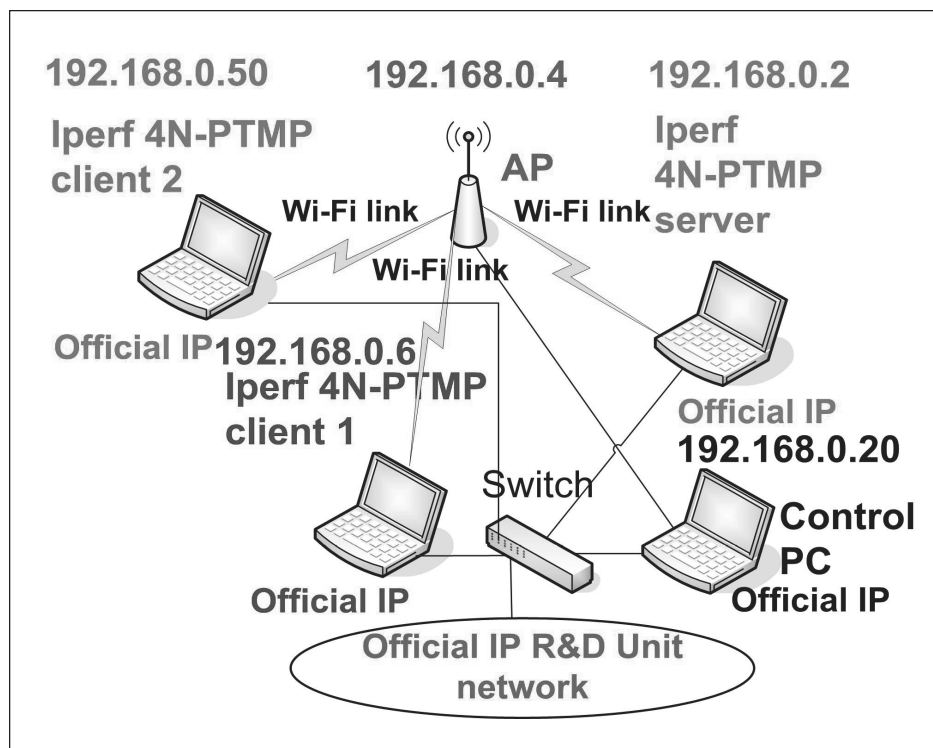 192.168.0.50
192.168.0.4
192.168.0.2
Iperf 4N-PTMP
client 2
AP
Iperf
4N-PTMP
server
Wi-Fi link
Wi-Fi link
Wi-Fi link
Official IP
192.168.0.6
Iperf 4N-PTMP
client 1
Official IP
192.168.0.20
Switch
Control
PC
Official IP
Official IP
Official IP R&D Unit
network